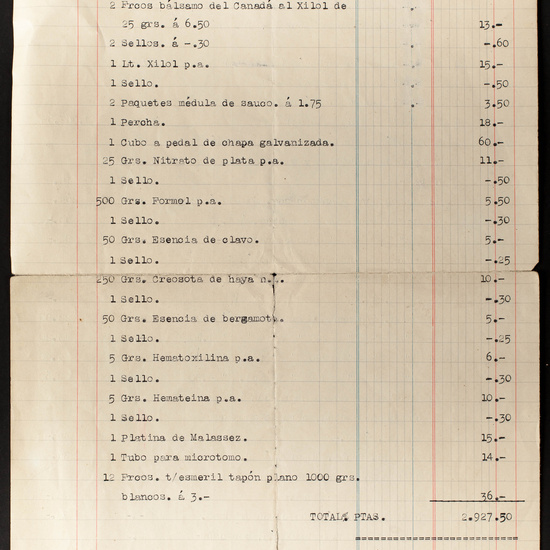 2 Frcos bálsamo del Canadá al Xilol de
25 grs. á 6.50 13.-
2 Sellos. á -.30 -.60
1 Lt. Xilol p.a. 15.-
1 Sello. -.50
2 Paquetes médula de sauco. á 1.75 3.50
1 Percha. 18.-
1 Cubo a pedal de chapa galvanizada. 60.-
25 Grs. Nitrato de plata p.a. 11.-
1 Sello. -.50
500 Grs. Formol p.a. 5.50
1 Sello. -.30
50 Grs. Esencia de clavo. 5.-
1 Sello. -.25
250 Grs. Creosota de haya 10.-
1 Sello. -.30
50 Grs. Esencia de bergamota. 5.-
1 Sello. -.25
5 Grs. Hematoxilina p.a. 6.-
1 Sello. -.30
5 Grs. Hemateina p.a. 10.-
1 Sello. -.30
1 Platina de Malassez. 15.-
1 Tubo para microtomo. 14.-
12 Frcos. t/esmeril tapón plano 1000 grs.
blancos. á 3.- 36.-
TOTAL PTAS. 2.927.50